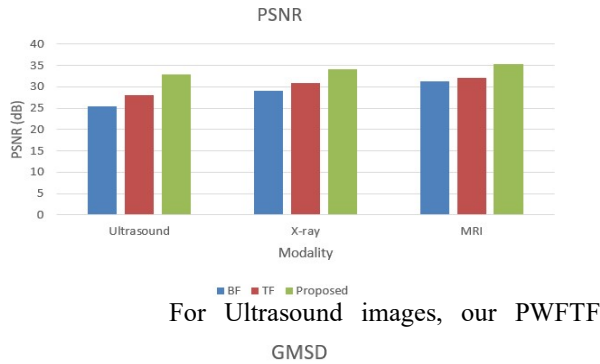 PSNR
40
35
30
25
20
15
10
5
0
PSNR (dB)
Ultrasound X-ray MRI
Modality
BF TF Proposed
For Ultrasound images, our PWFTF
GMSD